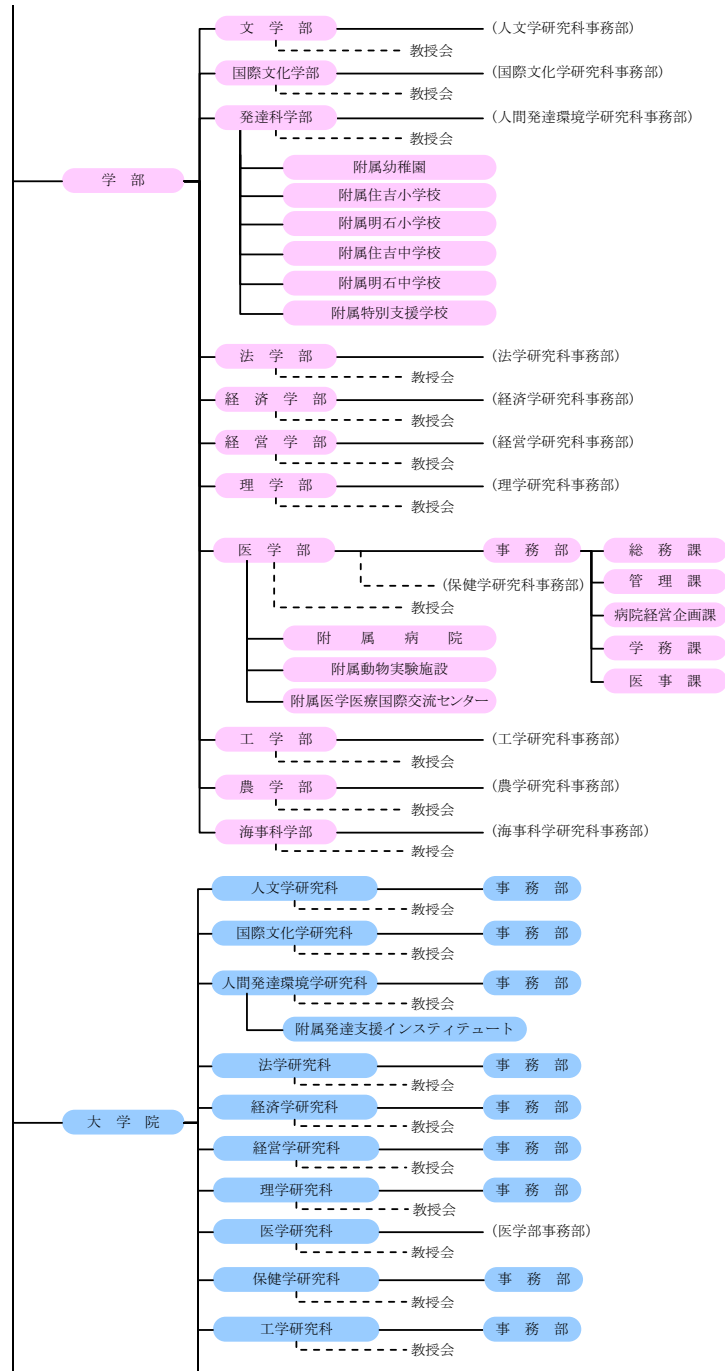 文　学　部　(人文学研究科事務部)
教授会
国際文化学部　(国際文化学研究科事務部)
教授会
発達科学部　(人間発達環境学研究科事務部)
教授会
附属幼稚園
学　部
附属住吉小学校
附属明石小学校
附属住吉中学校
附属明石中学校
附属特別支援学校
法　学　部　(法学研究科事務部)
教授会
経　済　学　部　(経済学研究科事務部)
教授会
経　営　学　部　(経営学研究科事務部)
教授会
理　学　部　(理学研究科事務部)
教授会
医　学　部　事　務　部　総　務　課
(保健学研究科事務部)　管　理　課
教授会　病院経営企画課
附　属　病　院　学　務　課
附属動物実験施設　医　事　課
附属医学医療国際交流センター
工　学　部　(工学研究科事務部)
教授会
農　学　部　(農学研究科事務部)
教授会
海事科学部　(海事科学研究科事務部)
教授会
人文学研究科　事　務　部
教授会
国際文化学研究科　事　務　部
教授会
人間発達環境学研究科　事　務　部
教授会
附属発達支援インスティテュート
法学研究科　事　務　部
教授会
経済学研究科　事　務　部
大　学　院　教授会
経営学研究科　事　務　部
教授会
理学研究科　事　務　部
教授会
医学研究科　(医学部事務部)
教授会
保健学研究科　事　務　部
教授会
工学研究科　事　務　部
教授会